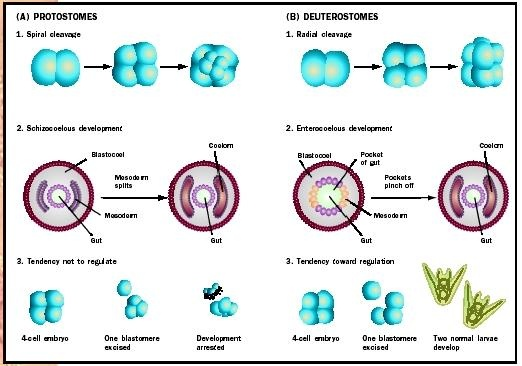 (A) PROTOSTOMES
1. Spiral cleavage
2. Schizocoelous development
Blastocoel
Mesoderm
splits
Coelom
Mesoderm
Gut
Gut
3. Tendency not to regulate
4-cell embryo
One blastomere
excised
Development
arrested
(B) DEUTEROSTOMES
1. Radial cleavage
2. Enterocoelous development
Blastocoel
Pocket
of gut
Pockets
pinch off
Coelom
Mesoderm
Gut
Gut
3. Tendency toward regulation
4-cell embryo
One blastomere
excised
Two normal larvae
develop